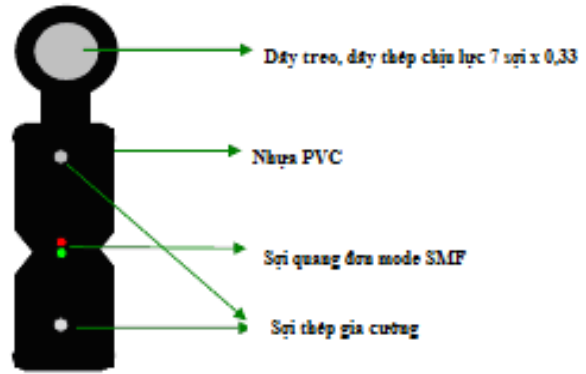 Dây treo, dây thép chịu lực 7 sợi x 0,33
Nhựa PVC
Sợi quang đơn mode SMF
Sợi thép gia cường